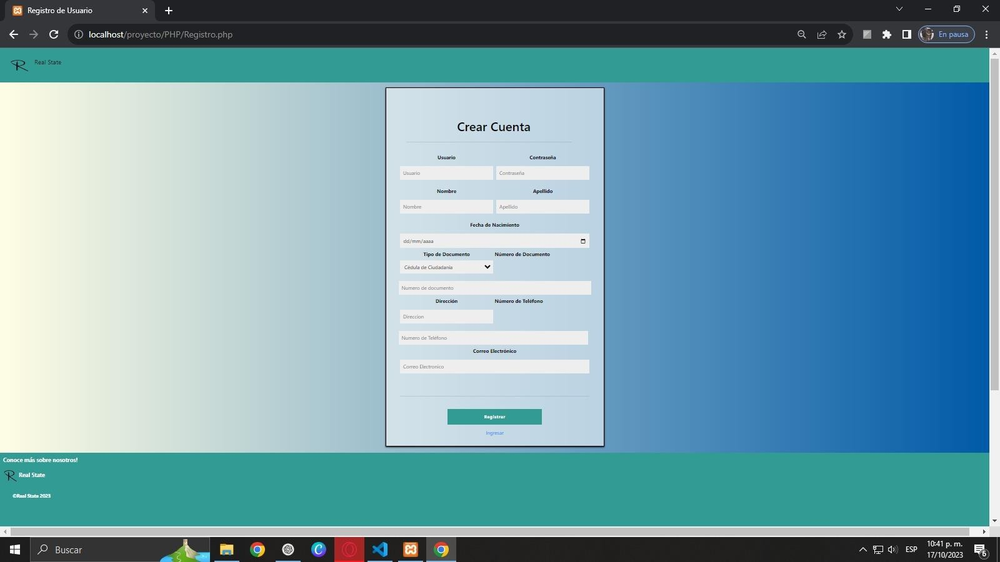 Registro de Usuario
localhost/proyecto/PHP/Registro.php
En pausa
Real State
Crear Cuenta
Usuario Contraseña
Usuario Contraseña
Nombre Apellido
Nombre Apellido
Fecha de Nacimiento
dd/mm/aaaa
Tipo de Documento Número de Documento
Cédula de Ciudadanía
Numero de documento
Dirección Número de Teléfono
Direccion
Numero de Teléfono
Correo Electrónico
Correo Electronico
Registrar
Ingresar
Conoce más sobre nosotros!
Real State
©Real State 2023
Buscar
ESP
10:41 p. m.
17/10/2023
6